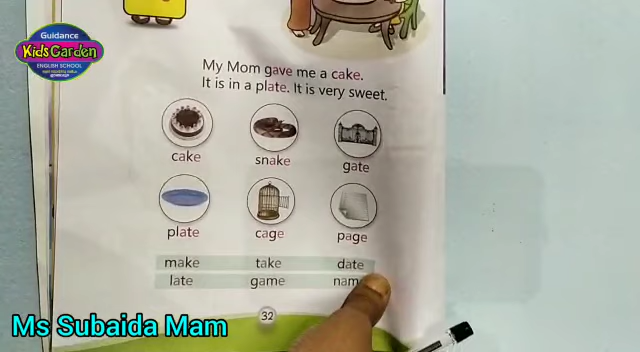 Guidance
Kids Garden
ENGLISH SCHOOL
My Mom gave me a cake.
It is in a plate. It is very sweet.
cake snake gate
plate cage page
make take date
late game nam
32
Ms Subaida Mam